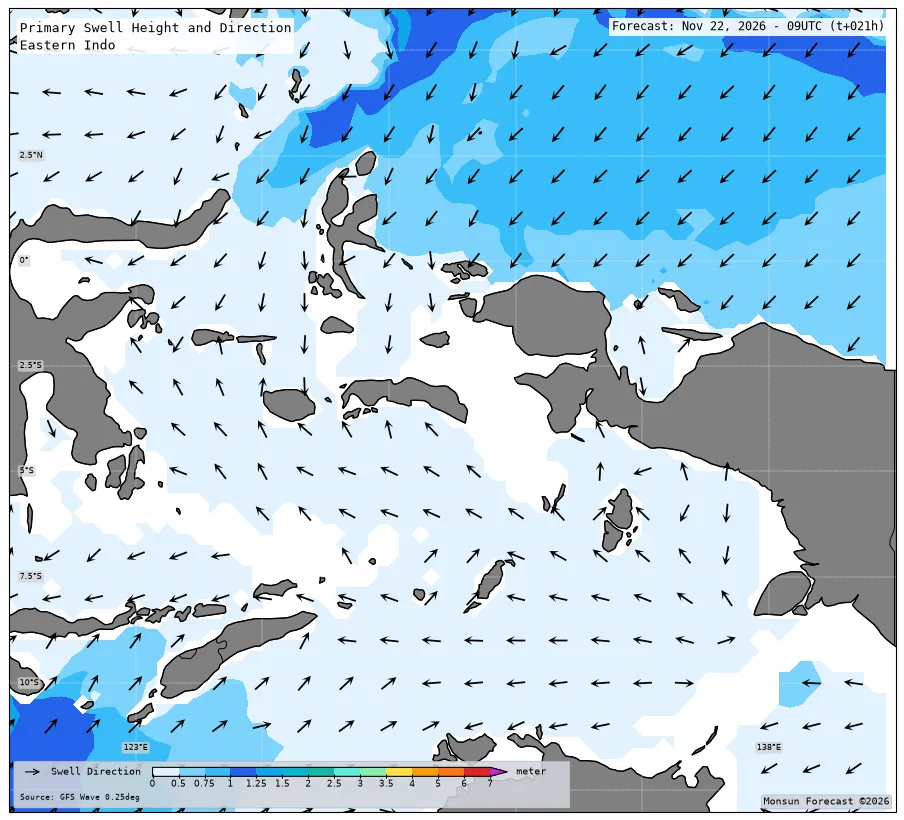 Primary Swell Height and Direction
Eastern Indo
Forecast: Nov 22, 2026 - 09UTC (t+021h)
2.5°N
0°
2.5°S
5°S
7.5°S
10°S
123°E
138°E
Swell Direction
0 0.5 0.75 1 1.25 1.5 2 2.5 3 3.5 4 5 6 7
meter
Source: GFS Wave 0.25deg
Monsun Forecast ©2026